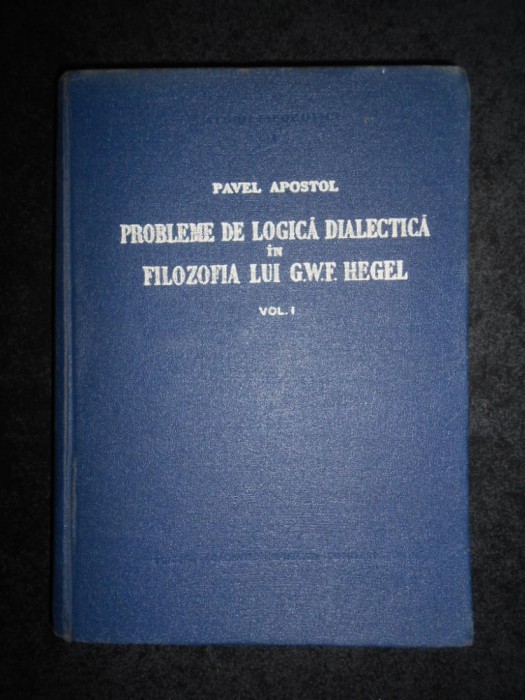 PAVEL APOSTOL
PROBLEME DE LOGICĂ DIALECTICĂ
ÎN
FILOZOFIA LUI G.W.F. HEGEL
VOL. I